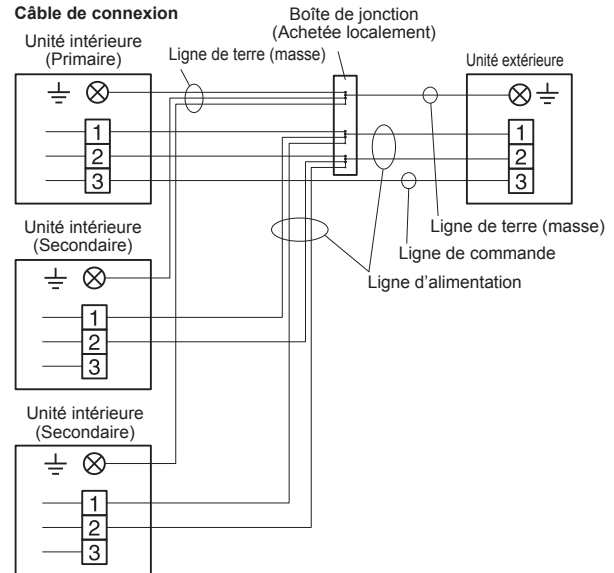 Câble de connexion
Unité intérieure
(Primaire)
Ligne de terre (masse)
Boîte de jonction
(Achetée localement)
Unité extérieure
1
2
3
1
2
3
Unité intérieure
(Secondaire)
1
2
3
Ligne de terre (masse)
Ligne de commande
Ligne d'alimentation
Unité intérieure
(Secondaire)
1
2
3